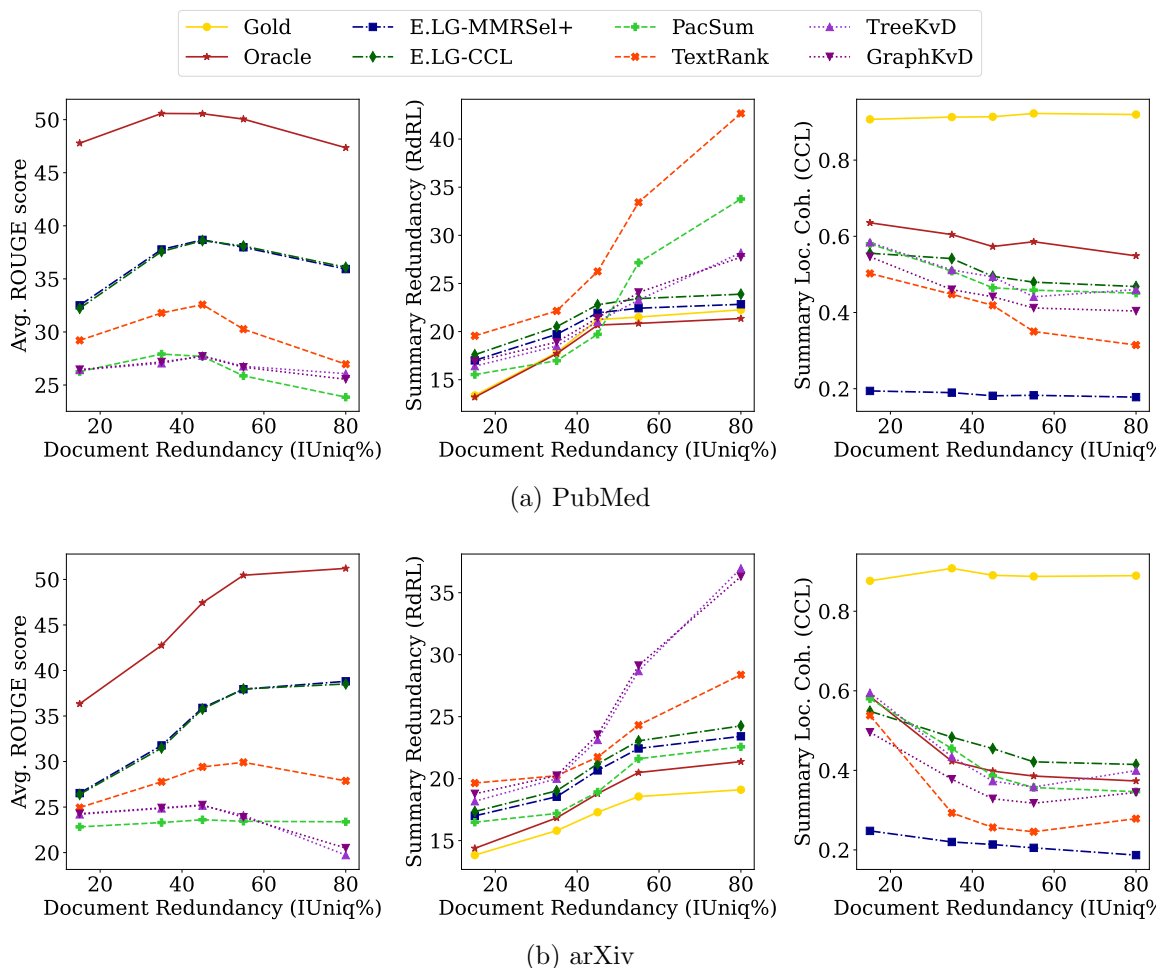 Gold E.LG-MMRSel+ PacSum TreeKvD
Oracle E.LG-CCL TextRank GraphKvD
Avg. ROUGE score
50
45
40
35
30
25
20 40 60 80
Document Redundancy (IUniq%)
Summary Redundancy (RdRL)
40
35
30
25
20
15
20 40 60 80
Document Redundancy (IUniq%)
Summary Loc. Coh. (CCL)
0.8
0.6
0.4
0.2
20 40 60 80
Document Redundancy (IUniq%
(a) PubMed
Avg. ROUGE score
50
45
40
35
30
25
20
20 40 60 80
Document Redundancy (IUniq%)
Summary Redundancy (RdRL)
35
30
25
20
15
20 40 60 80
Document Redundancy (IUniq%)
Summary Loc. Coh. (CCL)
0.8
0.6
0.4
0.2
20 40 60 80
Document Redundancy (IUniq%
(b) arXiv